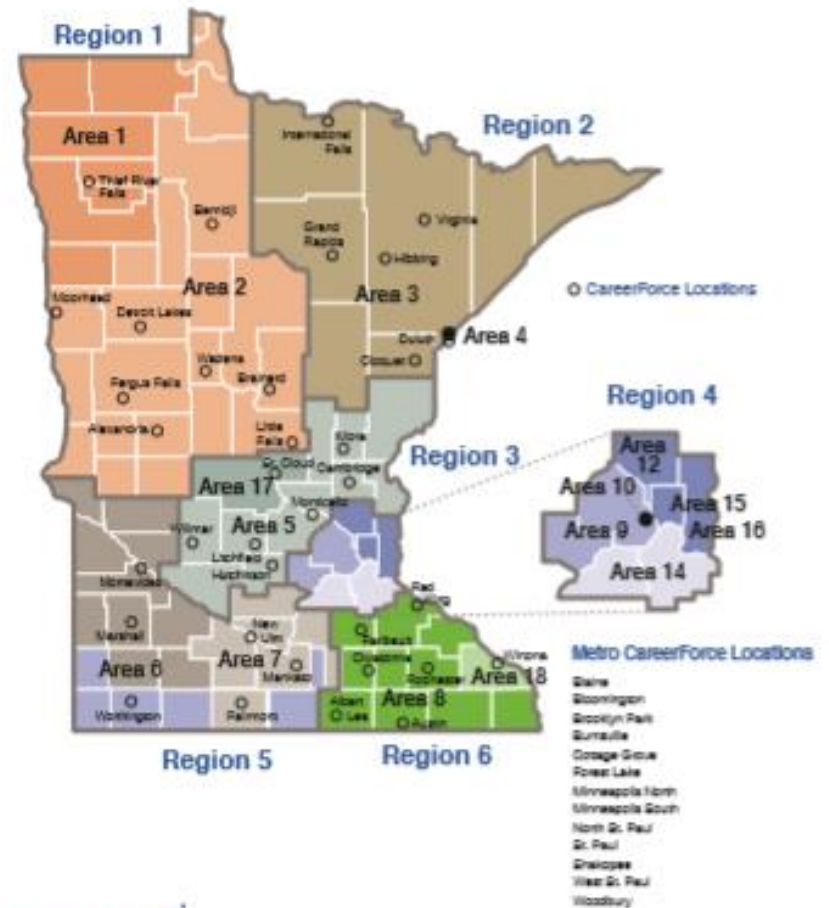 Region 1
Region 2
Area 1
International
Falls
Thief River
Falls
Bemidji
Virginia
Grand
Rapids
Hibbing
Area 2
Area 3
CareerForce Locations
Moorhead
Detroit Lakes
Duluth
Area 4
Cloquet
Wadena
Brainerd
Fergus Falls
Region 4
Alexandria
Little
Falls
Mora
Region 3
Area
12
St. Cloud
Cambridge
Area 17
Area 10
Monticello
Area 15
Willmar
Area 5
Area 9
Area 16
Litchfield
Hutchinson
Area 14
Montevideo
Red
Wing
Marshall
New
Ulm
Faribault
Winona
Metro CareerForce Locations
Area 6
Area 7
Mankato
Owatonna
Rochester
Area 18
Worthington
Fairmont
Albert
Lea
Area 8
Austin
Region 5
Region 6
Blaine
Bloomington
Brooklyn Park
Burnsville
Cottage Grove
Forest Lake
Minneapolis North
Minneapolis South
North St. Paul
St. Paul
Shakopee
West St. Paul
Woodbury